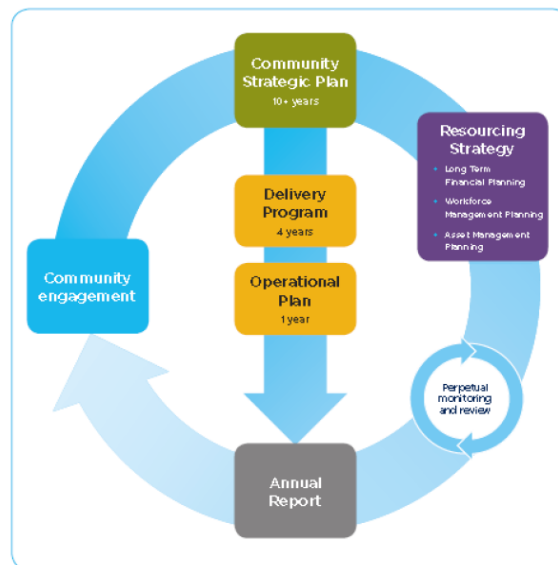 Community
Strategic Plan
10+ years
Resourcing
Strategy
• Long Term
Financial Planning
• Workforce
Management Planning
• Asset Management
Planning
Delivery
Program
4 years
Community
engagement
Operational
Plan
1 year
Perpetual
monitoring
and review
Annual
Report